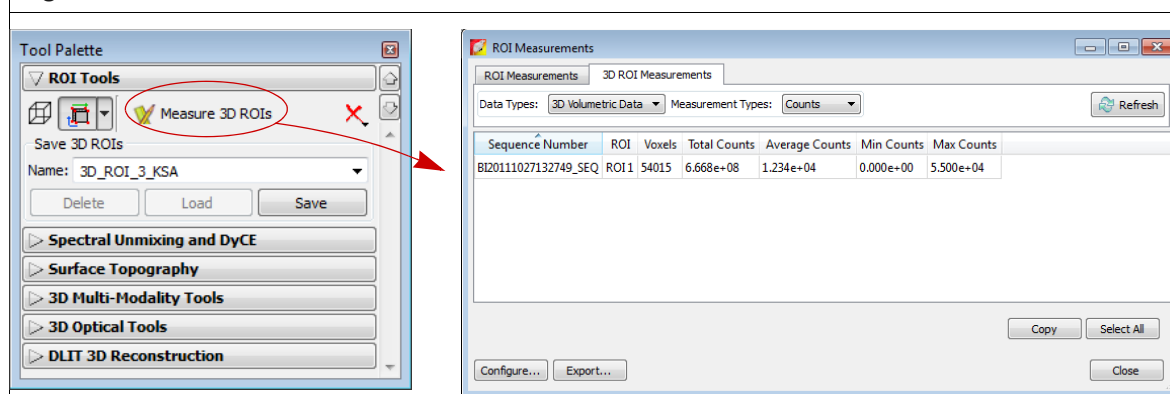 Tool Palette
ROI Tools
Measure 3D ROIs
Save 3D ROIs
Name: 3D_ROI_3_KSA
Delete Load Save
Spectral Unmixing and DyCE
Surface Topography
3D Multi-Modality Tools
3D Optical Tools
DLIT 3D Reconstruction
ROI Measurements
ROI Measurements 3D ROI Measurements
Data Types: 3D Volumetric Data Measurement Types: Counts Refresh
Sequence Number ROI Voxels Total Counts Average Counts Min Counts Max Counts
BI20111027132749_SEQ ROI 1 54015 6.668e+08 1.234e+04 0.000e+00 5.500e+04
Copy Select All
Configure... Export... Close